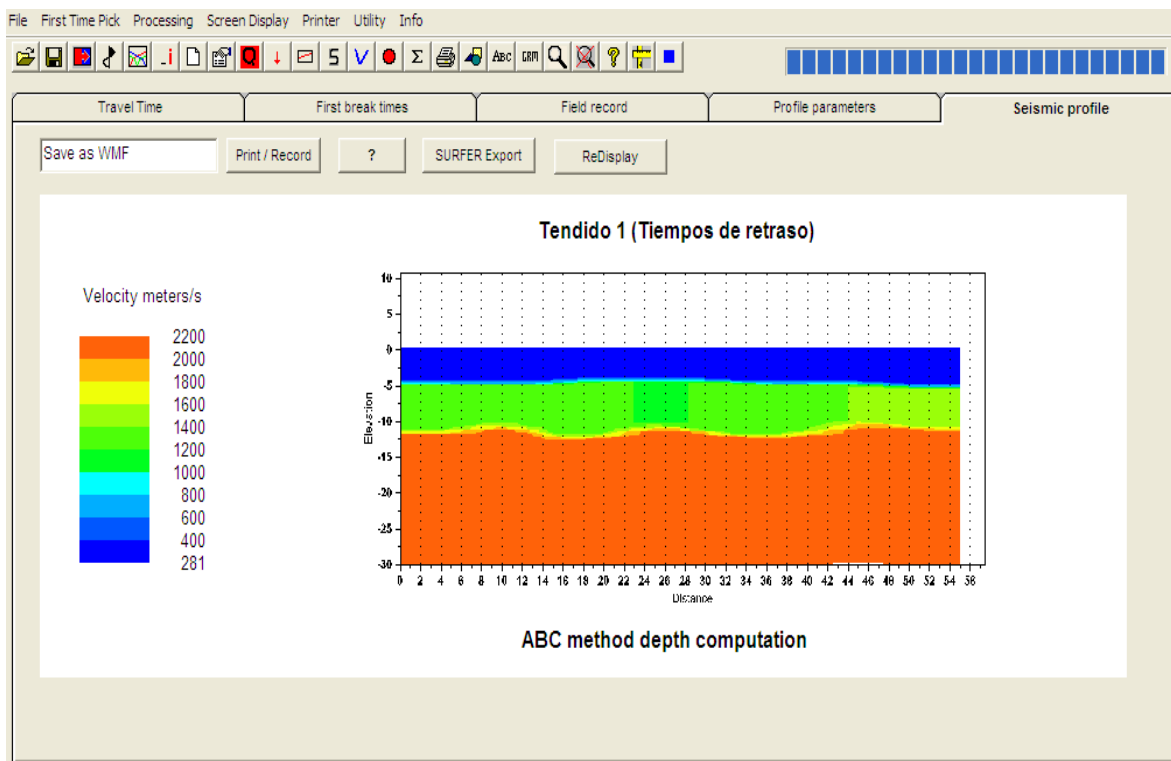 File First Time Pick Processing Screen Display Printer Utility Info
Q S V Σ ABC GRM ?
Travel Time First break times Field record Profile parameters Seismic profile
Save as WMF Print / Record ? SURFER Export ReDisplay
Tendido 1 (Tiempos de retraso)
Velocity meters/s
2200
2000
1800
1600
1400
1200
1000
800
600
400
281
Elevation
10
5
0
-5
-10
-15
-20
-25
-30
0 2 4 6 8 10 12 14 16 18 20 22 24 26 28 30 32 34 36 38 40 42 44 46 48 50 52 54 56
Distance
ABC method depth computation